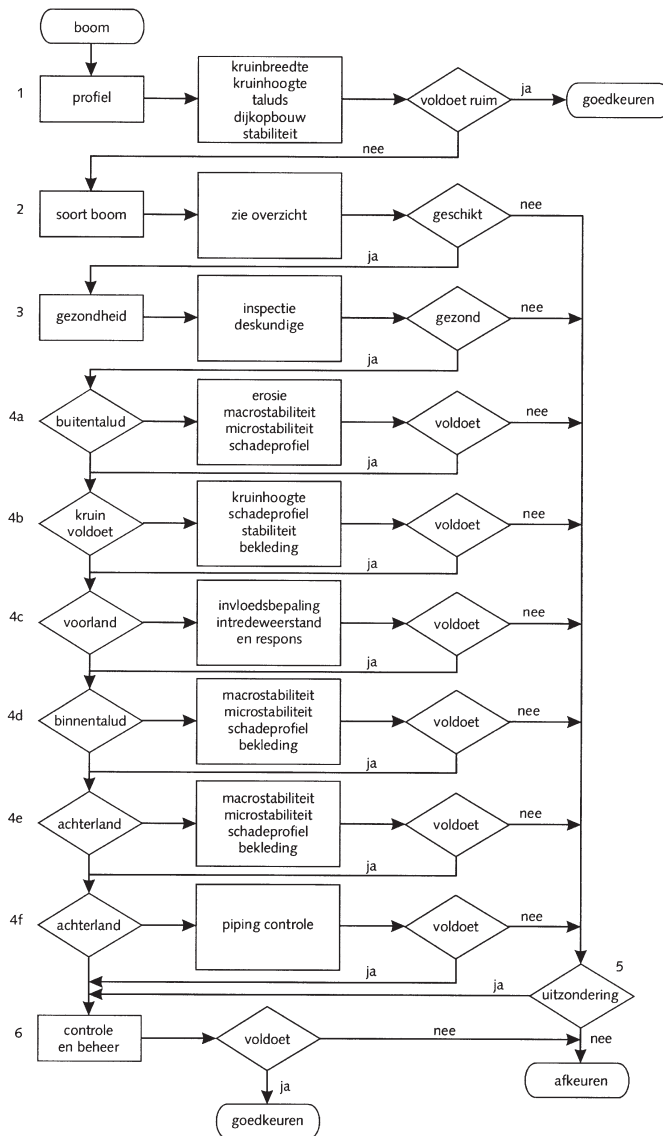 boom
1
profiel
kruinbreedte
kruinhoogte
taluds
dijkopbouw
stabiliteit
voldoet ruim
ja
goedkeuren
nee
2
soort boom
zie overzicht
geschikt
nee
ja
3
gezondheid
inspectie
deskundige
gezond
nee
ja
4a
buitentalud
erosie
macrostabiliteit
microstabiliteit
schadeprofiel
voldoet
nee
ja
4b
kruin
voldoet
kruinhoogte
schadeprofiel
stabiliteit
bekleding
voldoet
nee
ja
4c
voorland
invloedsbepaling
intredeweerstand
en respons
voldoet
nee
ja
4d
binnentalud
macrostabiliteit
microstabiliteit
schadeprofiel
bekleding
voldoet
nee
ja
4e
achterland
macrostabiliteit
microstabiliteit
schadeprofiel
bekleding
voldoet
nee
ja
4f
achterland
piping controle
voldoet
nee
ja
5
uitzondering
ja
nee
6
controle
en beheer
voldoet
nee
ja
afkeuren
goedkeuren